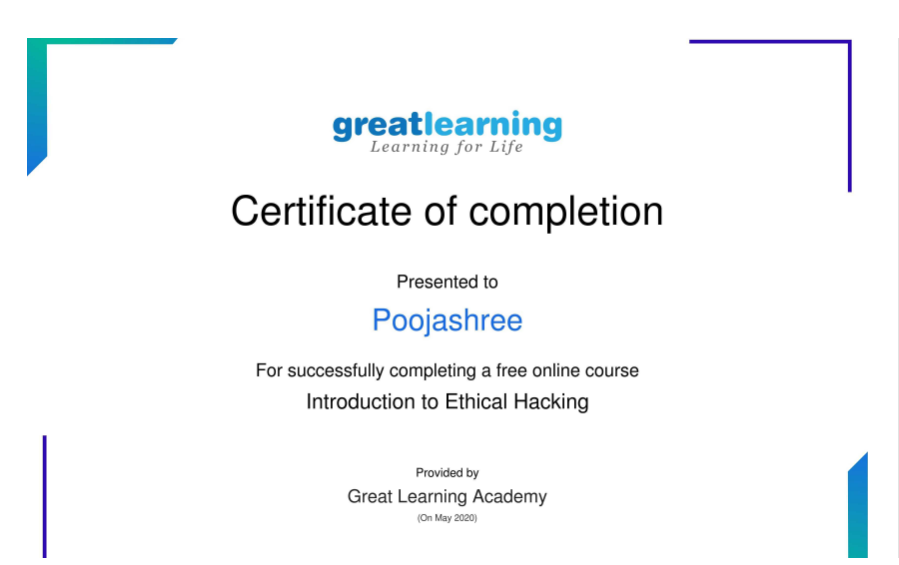 greatlearning
Learning for Life
Certificate of completion
Presented to
Poojashree
For successfully completing a free online course
Introduction to Ethical Hacking
Provided by
Great Learning Academy
(On May 2020)